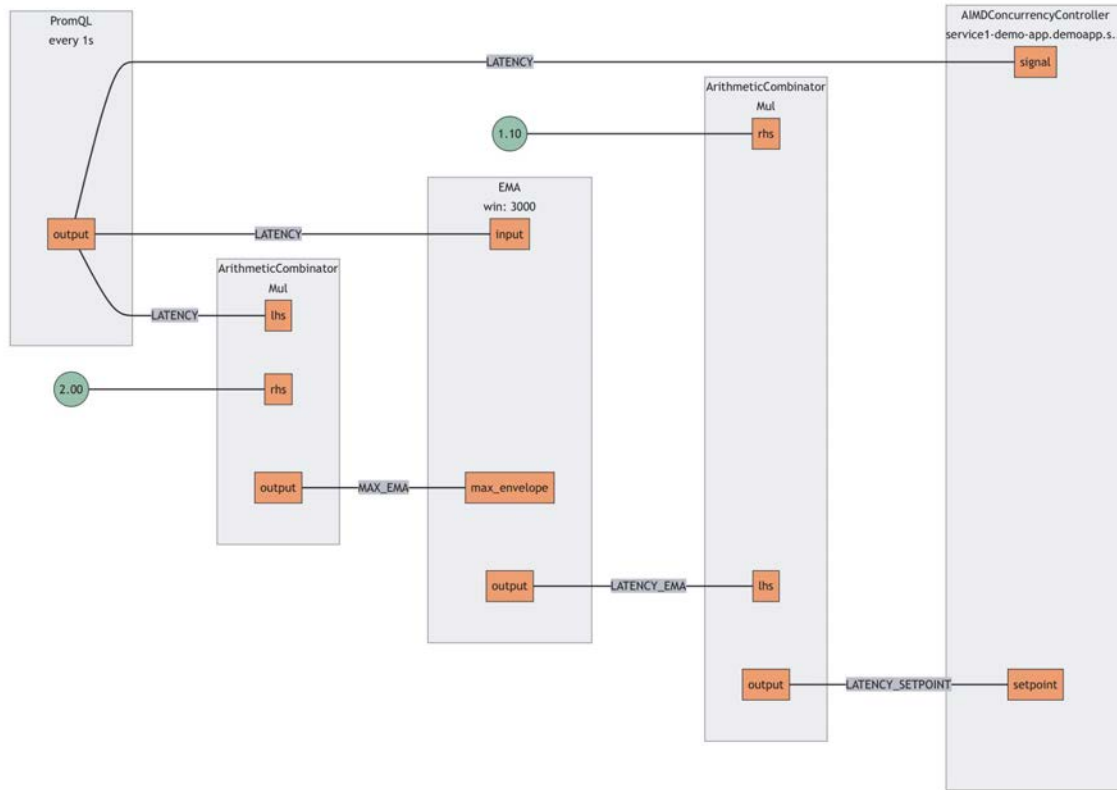 PromQL
every 1s
output
LATENCY
LATENCY
LATENCY
2.00
ArithmeticCombinator
Mul
lhs
rhs
output
MAX_EMA
EMA
win: 3000
input
max_envelope
output
LATENCY_EMA
1.10
ArithmeticCombinator
Mul
rhs
lhs
output
LATENCY_SETPOINT
AIMDConcurrencyController
service1-demo-app.demoapp.s.
signal
setpoint